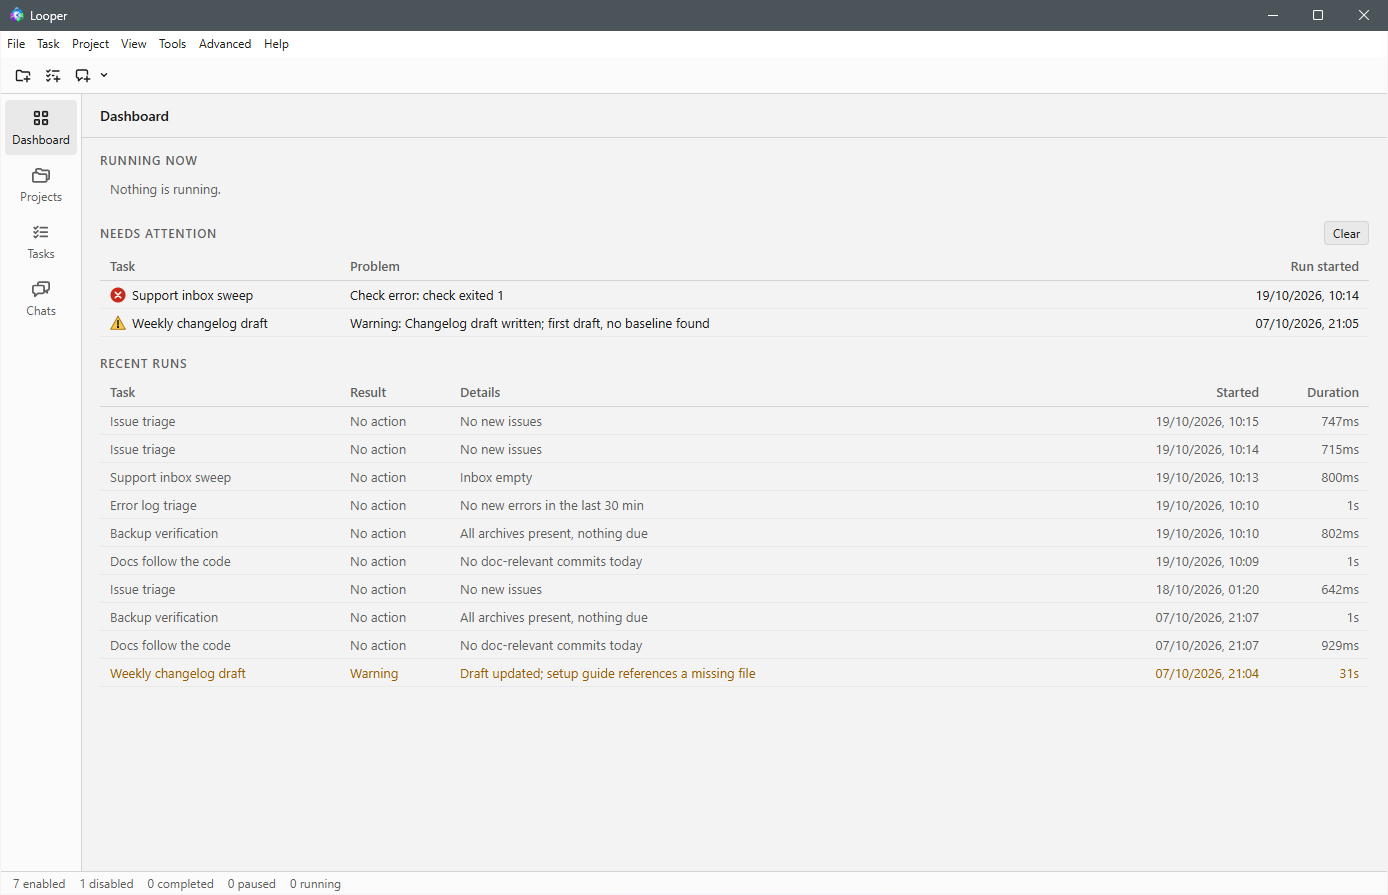 Looper
File Task Project View Tools Advanced Help
Dashboard
Projects
Tasks
Chats
Dashboard
RUNNING NOW
Nothing is running.
NEEDS ATTENTION Clear
Task Problem Run started
Support inbox sweep Check error: check exited 1 19/10/2026, 10:14
Weekly changelog draft Warning: Changelog draft written; first draft, no baseline found 07/10/2026, 21:05
RECENT RUNS
Task Result Details Started Duration
Issue triage No action No new issues 19/10/2026, 10:15 747ms
Issue triage No action No new issues 19/10/2026, 10:14 715ms
Support inbox sweep No action Inbox empty 19/10/2026, 10:13 800ms
Error log triage No action No new errors in the last 30 min 19/10/2026, 10:10 1s
Backup verification No action All archives present, nothing due 19/10/2026, 10:10 802ms
Docs follow the code No action No doc-relevant commits today 19/10/2026, 10:09 1s
Issue triage No action No new issues 18/10/2026, 01:20 642ms
Backup verification No action All archives present, nothing due 07/10/2026, 21:07 1s
Docs follow the code No action No doc-relevant commits today 07/10/2026, 21:07 929ms
Weekly changelog draft Warning Draft updated; setup guide references a missing file 07/10/2026, 21:04 31s
7 enabled 1 disabled 0 completed 0 paused 0 running